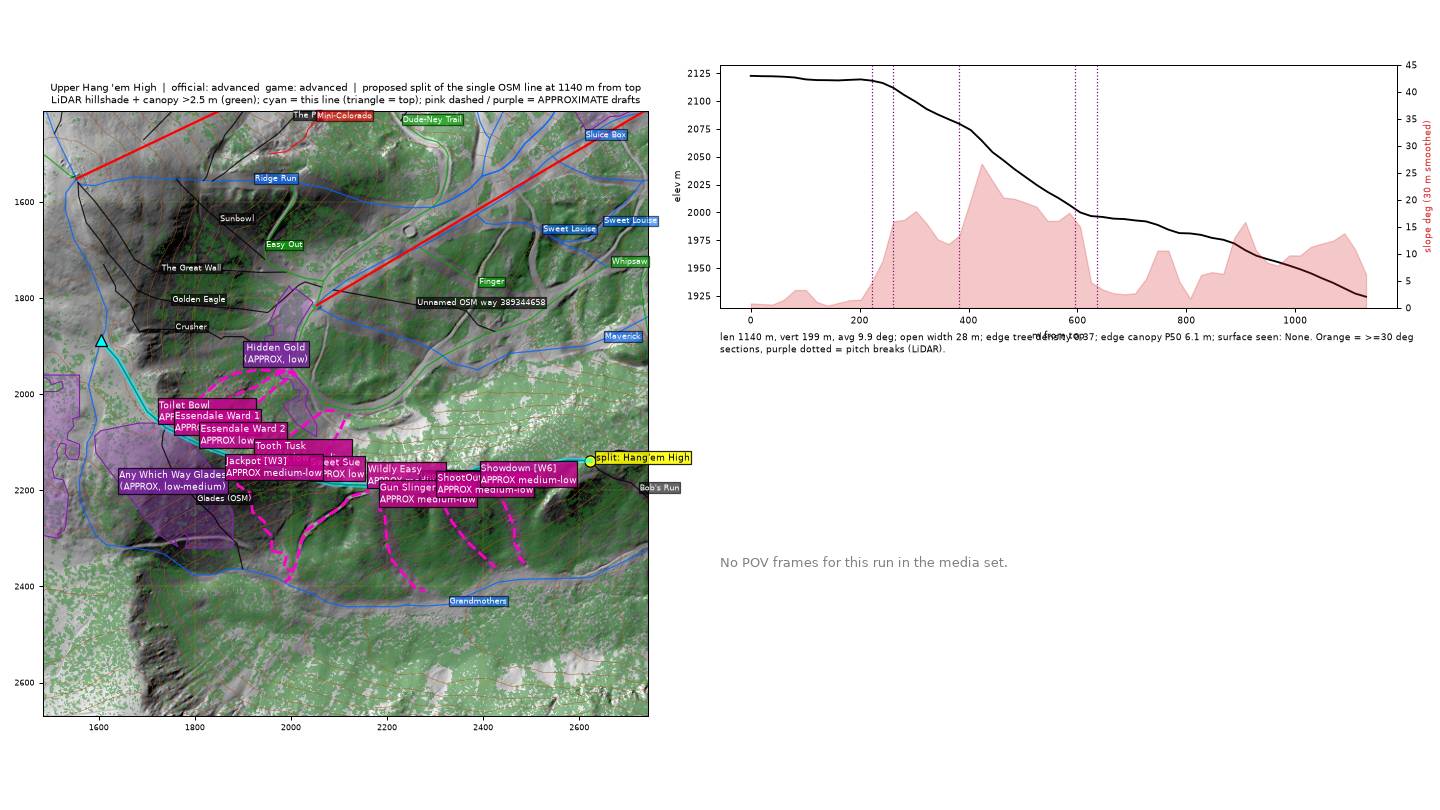 Upper Hang 'em High | official: advanced game: advanced | proposed split of the single OSM line at 1140 m from top
LiDAR hillshade + canopy >2.5 m (green); cyan = this line (triangle = top); pink dashed / purple = APPROXIMATE drafts
Mini-Colorado
Dude-Ney Trail
Sluice Box
Ridge Run
Sunbowl
Sweet Louise
Sweet Louise
Easy Out
The Great Wall
Whipsaw
Finger
Golden Eagle
Unnamed OSM way 389344658
Crusher
Maverick
Hidden Gold
(APPROX, low)
Toilet Bowl
Essendale Ward 1
Essendale Ward 2
APPROX low
Tooth Tusk
Jackpot [W3]
APPROX medium-low
Wildly Easy
Showdown [W6]
APPROX medium-low
split: Hang'em High
Any Which Way Glades
(APPROX, low-medium)
Gun Slinger
APPROX medium-low
APPROX medium-low
Glades (OSM)
Bob's Run
Grandmothers
1600
1800
2000
2200
2400
2600
1600
1800
2000
2200
2400
2600
elev m
2125
2100
2075
2050
2025
2000
1975
1950
1925
0
200
400
600
800
1000
m from top
45
40
35
30
25
20
15
10
5
0
slope deg (30 m smoothed)
len 1140 m, vert 199 m, avg 9.9 deg; open width 28 m; edge tree density 0.37; edge canopy P50 6.1 m; surface seen: None. Orange = >=30 deg
sections, purple dotted = pitch breaks (LiDAR).
No POV frames for this run in the media set.